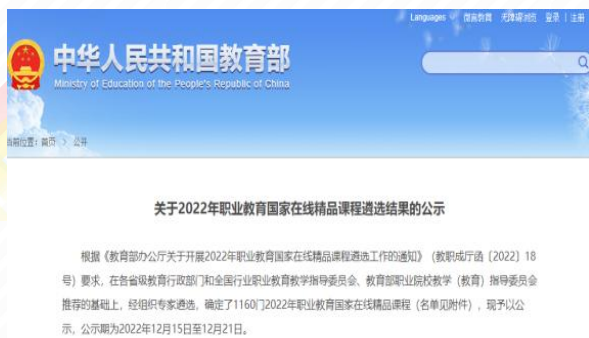 Languages 微言教育 无障碍浏览 登录 | 注册
中华人民共和国教育部
Ministry of Education of the People's Republic of China
当前位置: 首页 > 公开
关于2022年职业教育国家在线精品课程遴选结果的公示
根据《教育部办公厅关于开展2022年职业教育国家在线精品课程遴选工作的通知》（教职成厅函〔2022〕18
号）要求，在各省级教育行政部门和全国行业职业教育教学指导委员会、教育部职业院校教学（教育）指导委员会
推荐的基础上，经组织专家遴选，确定了1160门2022年职业教育国家在线精品课程（名单见附件），现予以公
示，公示期为2022年12月15日至12月21日。